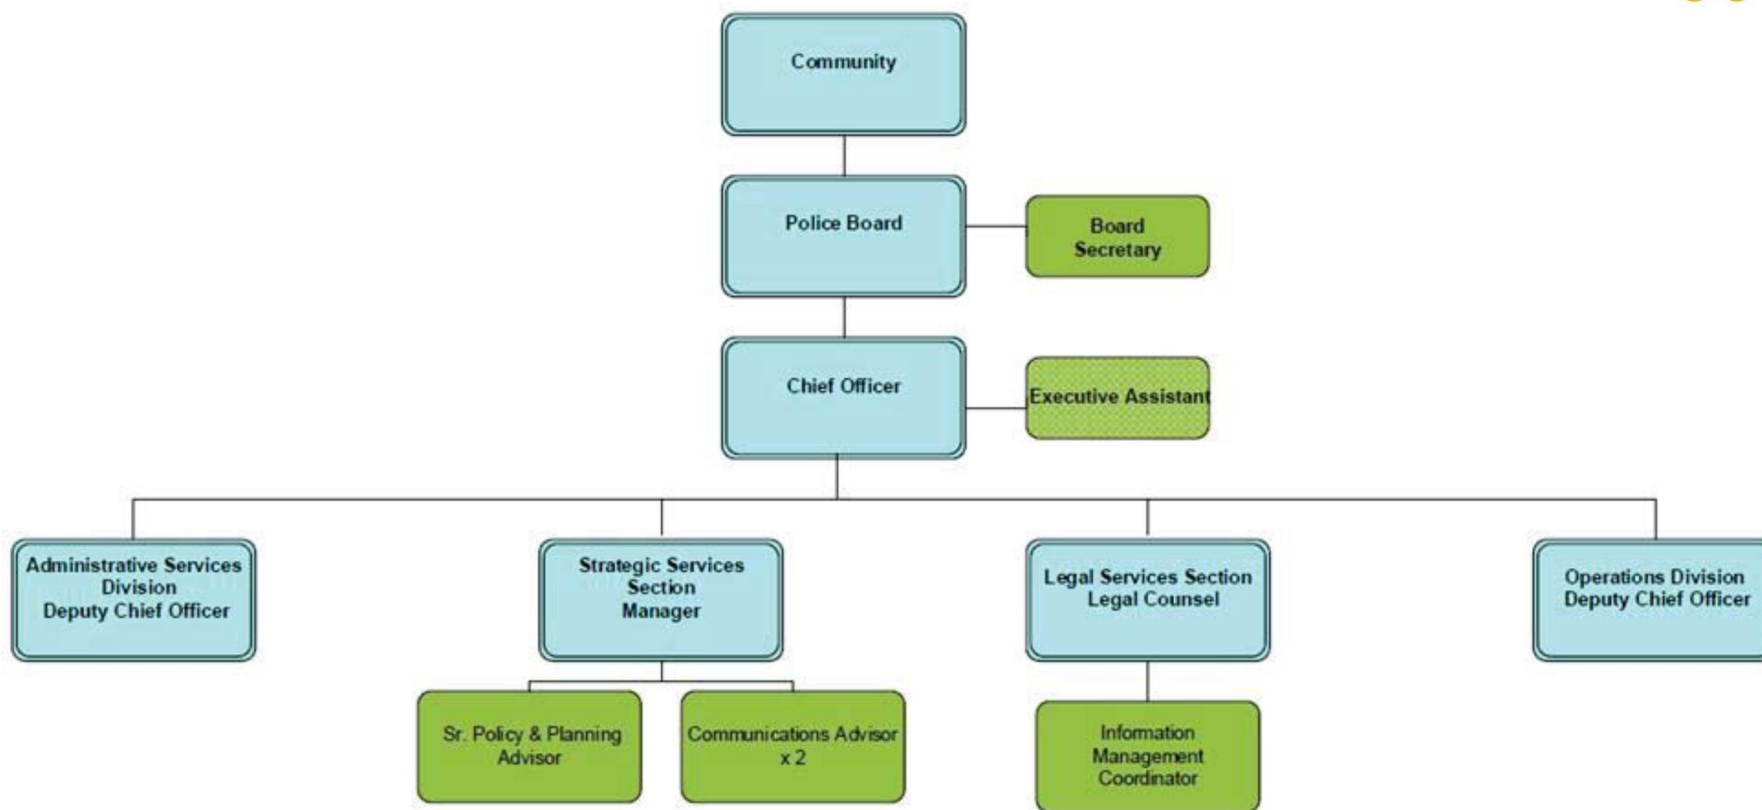 Community
Police Board
Board
Secretary
Chief Officer
Executive Assistant
Administrative Services
Division
Deputy Chief Officer
Strategic Services
Section
Manager
Legal Services Section
Legal Counsel
Operations Division
Deputy Chief Officer
Sr. Policy & Planning
Advisor
Communications Advisor
x 2
Information
Management
Coordinator